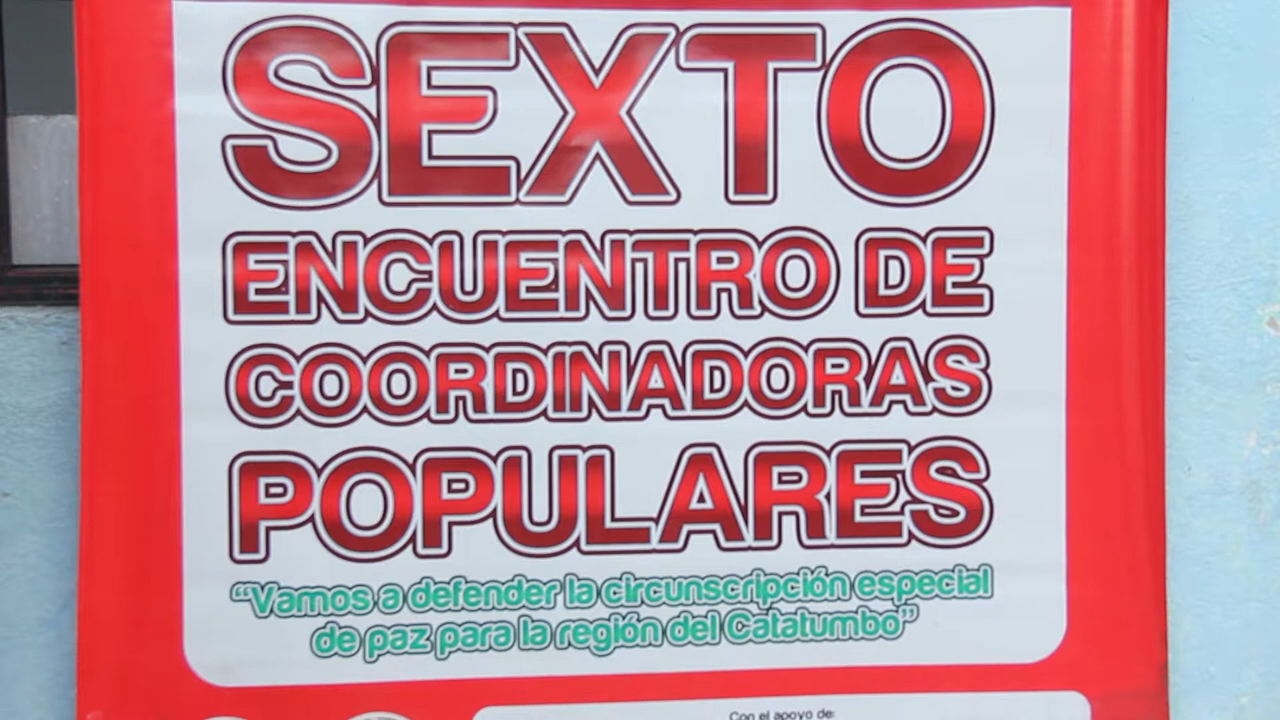 SEXTO
ENCUENTRO DE
COORDINADORAS
POPULARES
“Vamos a defender la circunscripción especial
de paz para la región del Catatumbo”
Con el apoyo de: